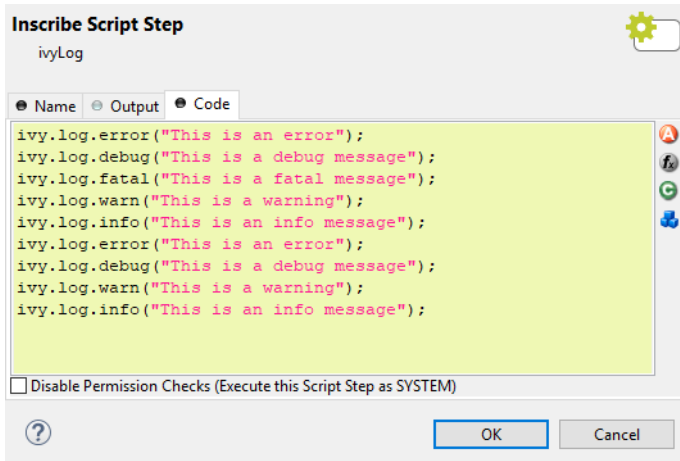 Inscribe Script Step
ivyLog
Name Output Code
ivy.log.error("This is an error");
ivy.log.debug("This is a debug message");
ivy.log.fatal("This is a fatal message");
ivy.log.warn("This is a warning");
ivy.log.info("This is an info message");
ivy.log.error("This is an error");
ivy.log.debug("This is a debug message");
ivy.log.warn("This is a warning");
ivy.log.info("This is an info message");
A
fx
C
Disable Permission Checks (Execute this Script Step as SYSTEM)
? OK Cancel